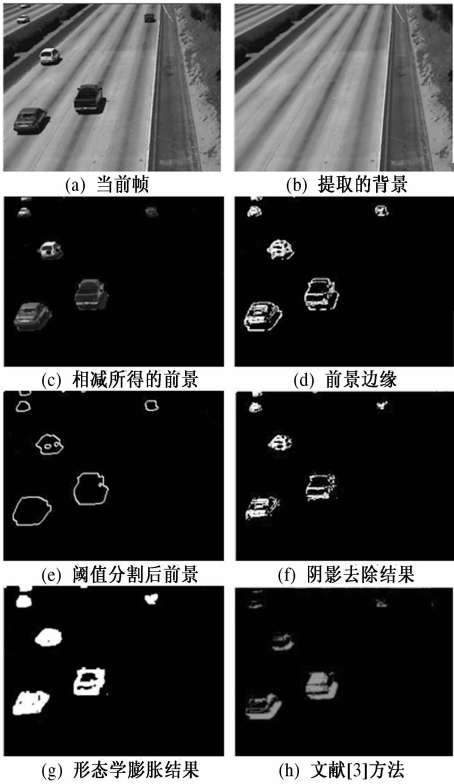 (a) 当前帧
(b) 提取的背景
(c) 相减所得的前景
(d) 前景边缘
(e) 阈值分割后前景
(f) 阴影去除结果
(g) 形态学膨胀结果
(h) 文献[3]方法